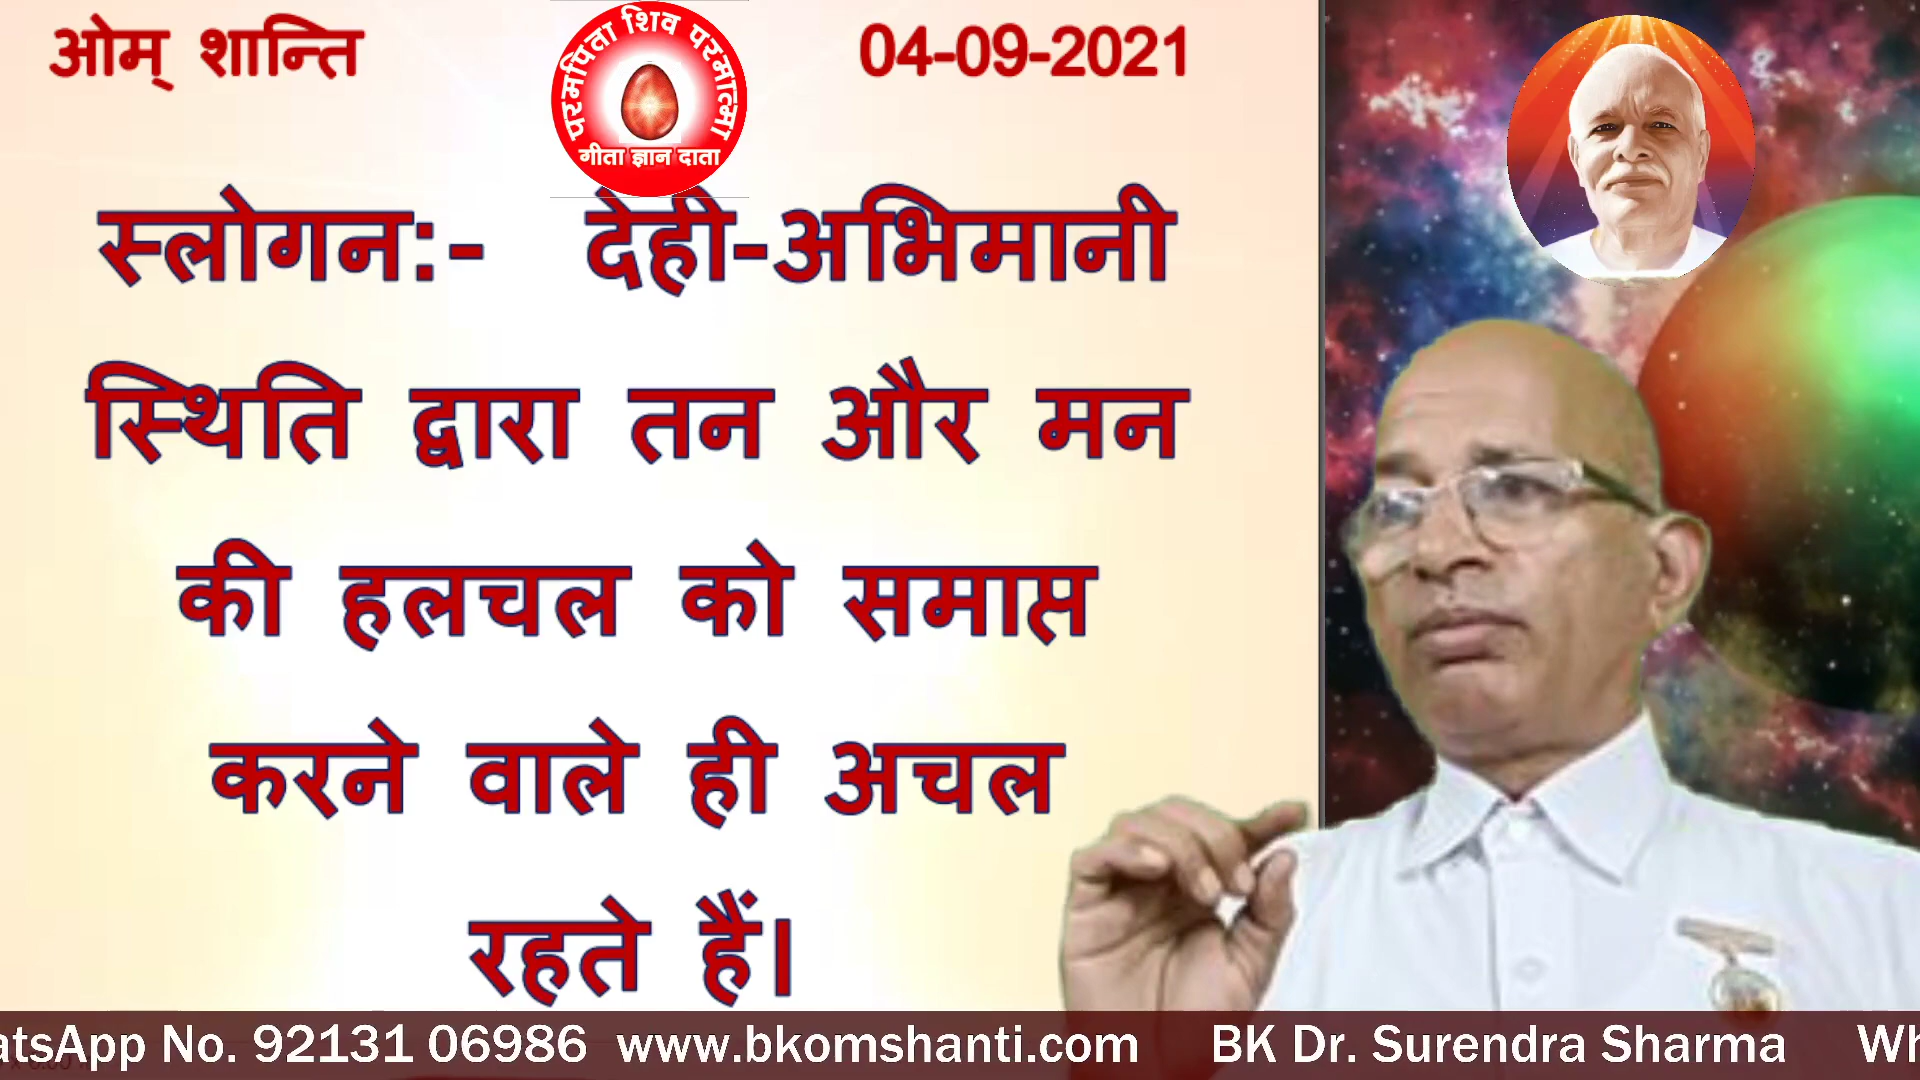 ओम् शान्ति
परमपिता शिव परमात्मा
गीता ज्ञान दाता
04-09-2021
स्लोगन:- देही-अभिमानी
स्थिति द्वारा तन और मन
की हलचल को समाप्त
करने वाले ही अचल
रहते हैं।
atsApp No. 92131 06986 www.bkomshanti.com BK Dr. Surendra Sharma Wh